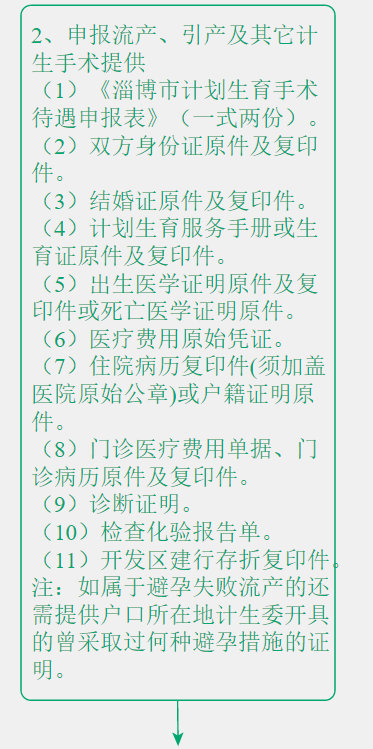 2、申报流产、引产及其它计
生手术提供
（1）《淄博市计划生育手术
待遇申报表》（一式两份）。
（2）双方身份证原件及复印
件。
（3）结婚证原件及复印件。
（4）计划生育服务手册或生
育证原件及复印件。
（5）出生医学证明原件及复
印件或死亡医学证明原件。
（6）医疗费用原始凭证。
（7）住院病历复印件(须加盖
医院原始公章)或户籍证明原
件。
（8）门诊医疗费用单据、门
诊病历原件及复印件。
（9）诊断证明。
（10）检查化验报告单。
（11）开发区建行存折复印件。
注：如属于避孕失败流产的还
需提供户口所在地计生委开具
的曾采取过何种避孕措施的证
明。